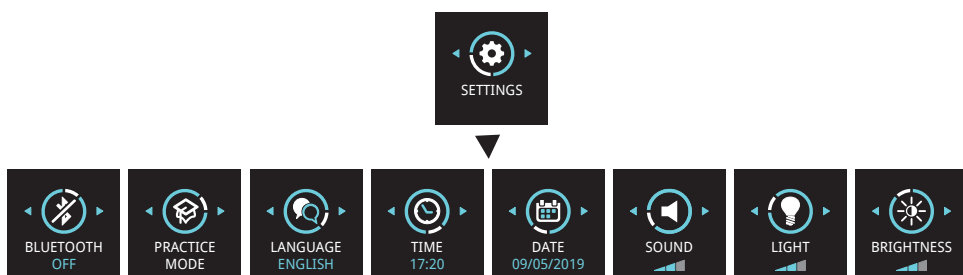 SETTINGS
BLUETOOTH
OFF
PRACTICE
MODE
LANGUAGE
ENGLISH
TIME
17:20
DATE
09/05/2019
SOUND
LIGHT
BRIGHTNESS